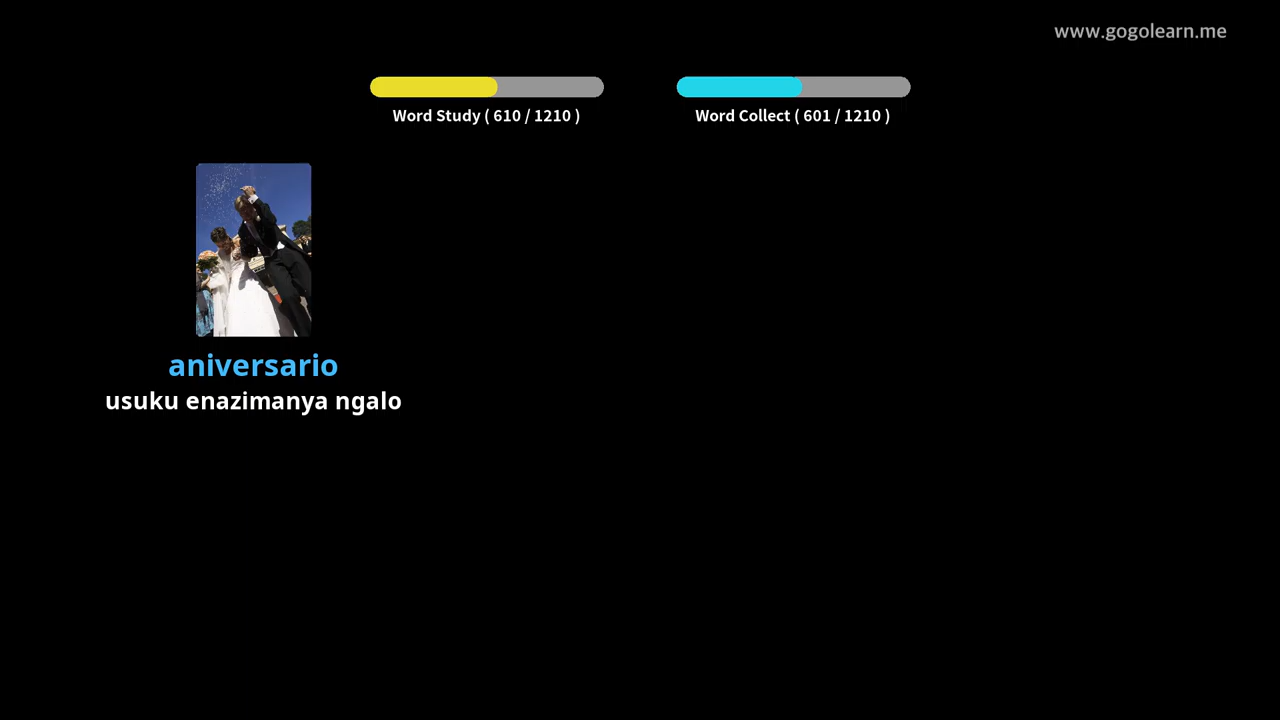 www.gogolearn.me
Word Study ( 610 / 1210 )
Word Collect ( 601 / 1210 )
aniversario
usuku enazimanya ngalo